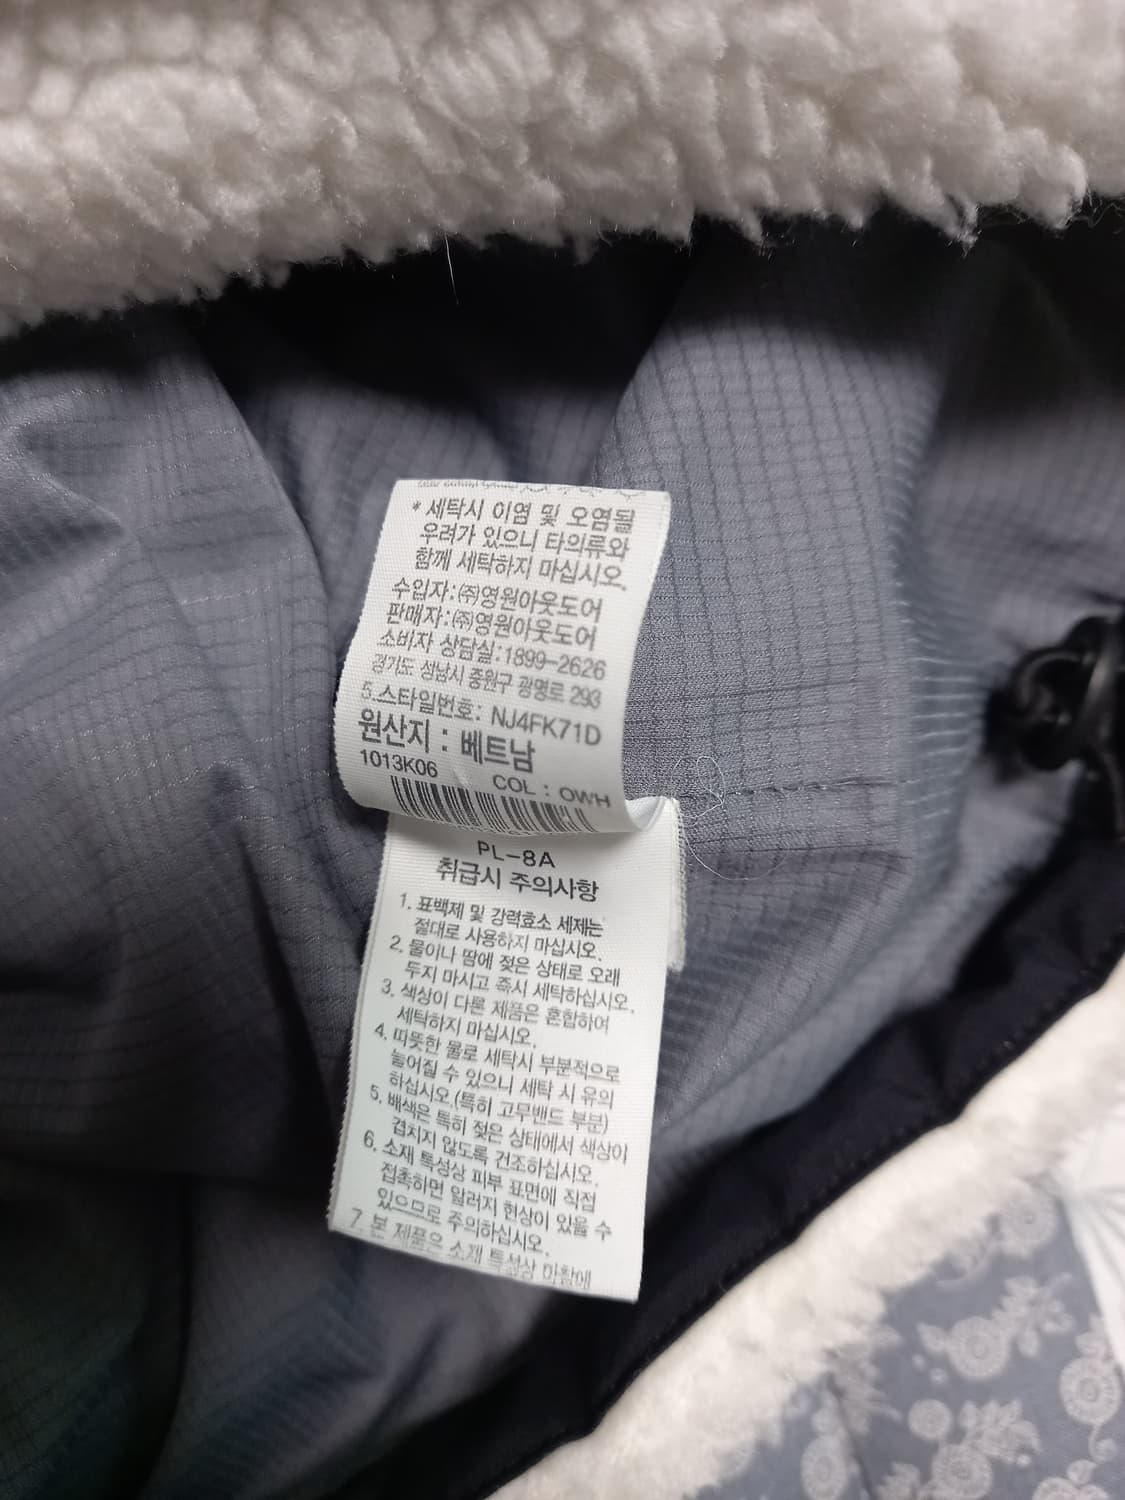 * 세탁시 이염 및 오염될
우려가 있으니 타의류와
함께 세탁하지 마십시오.
수입자:㈜영원아웃도어
판매자:㈜영원아웃도어
소비자 상담실:1899-2626
경기도 성남시 중원구 광명로 293
5.스타일번호: NJ4FK71D
원산지 : 베트남
1013K06
COL : OWH
PL-8A
취급시 주의사항
1. 표백제 및 강력효소 세제는
절대로 사용하지 마십시오.
2. 물이나 땀에 젖은 상태로 오래
두지 마시고 즉시 세탁하십시오.
3. 색상이 다른 제품은 혼합하여
세탁하지 마십시오.
4. 따뜻한 물로 세탁시 부분적으로
늘어질 수 있으니 세탁 시 유의
하십시오.(특히 고무밴드 부분)
5. 배색은 특히 젖은 상태에서 색상이
겹치지 않도록 건조하십시오.
6. 소재 특성상 피부 표면에 직접
접촉하면 알러지 현상이 있을 수
있으므로 주의하십시오.
7. 본 제품은 소재 특성상 마찰에